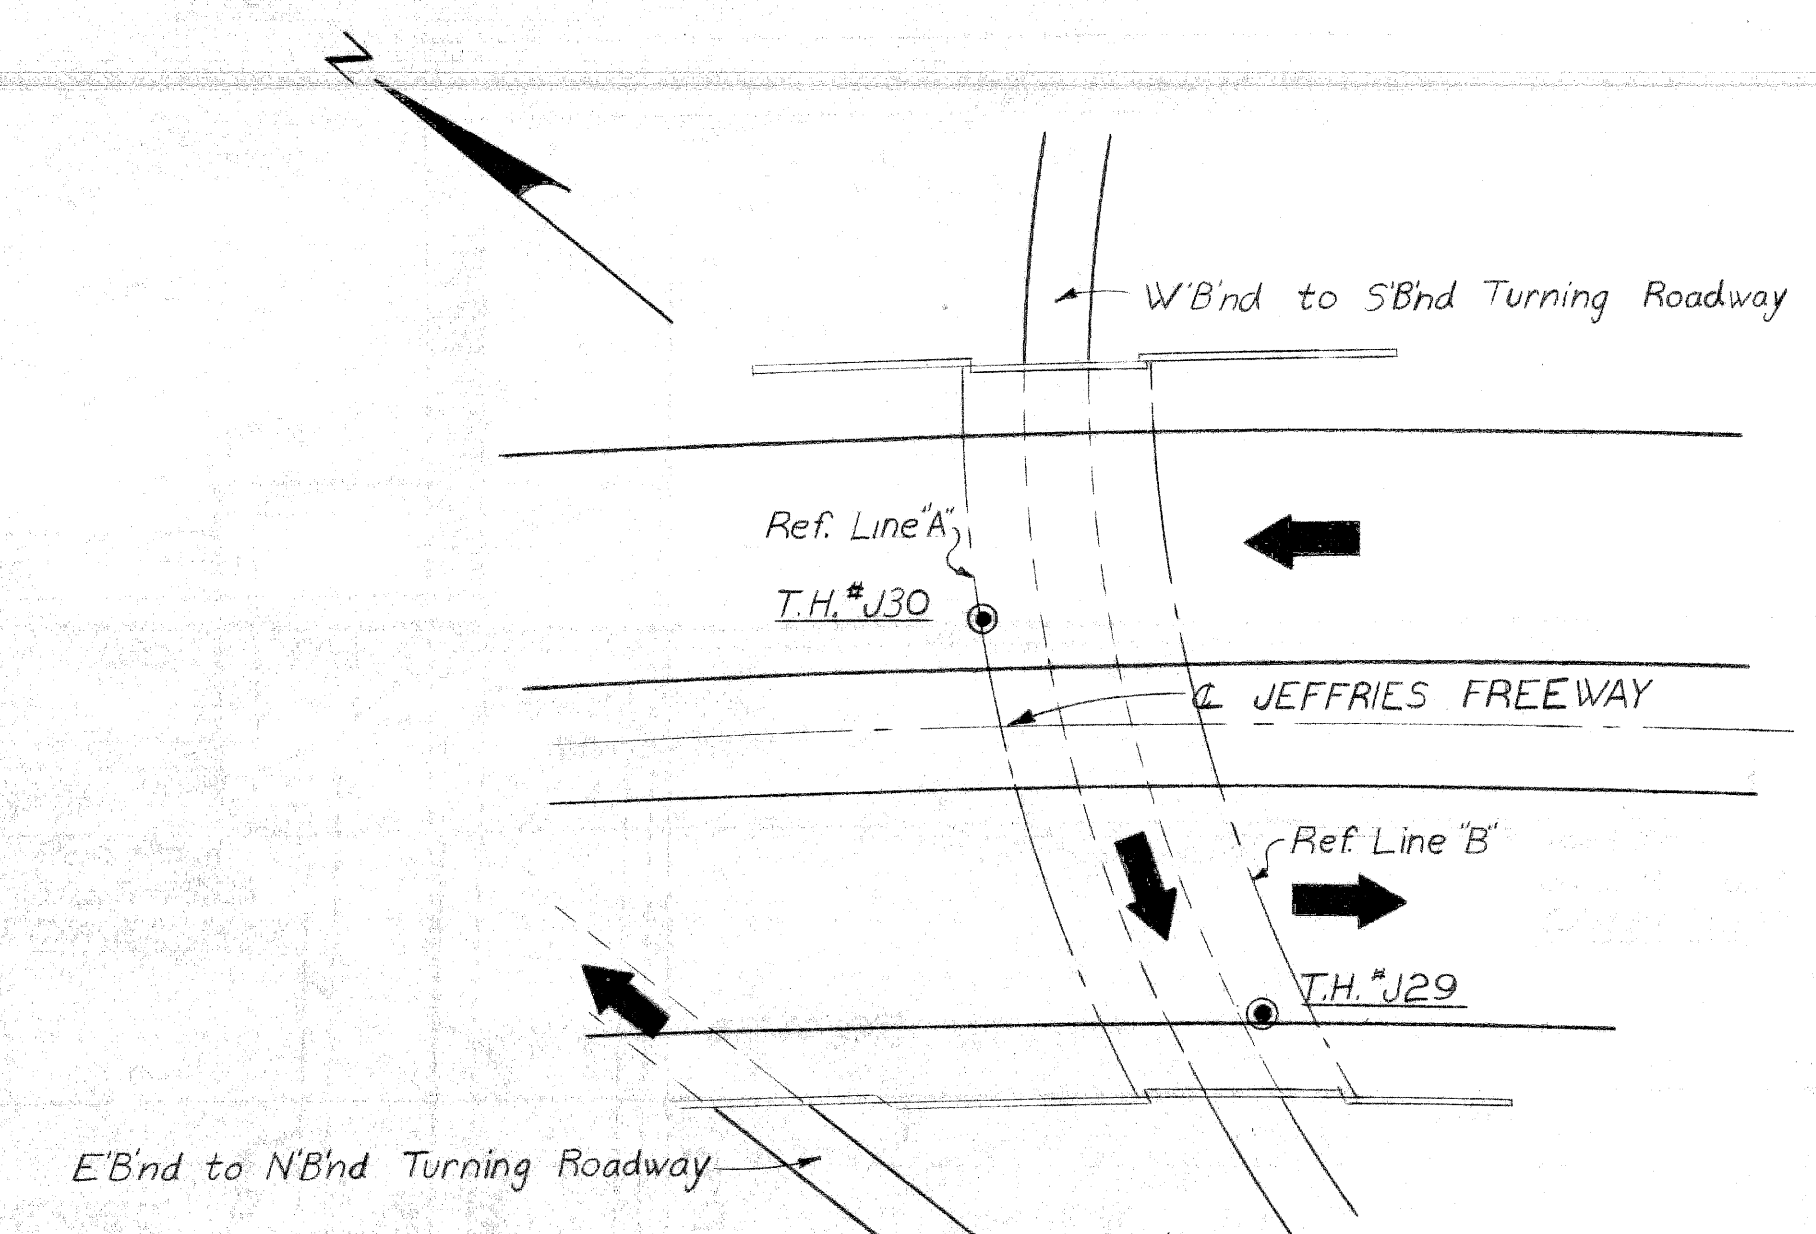 N
W'B'nd to S'B'nd Turning Roadway
Ref. Line "A"
T.H. #J30
℄ JEFFRIES FREEWAY
Ref. Line "B"
T.H. #J29
E'B'nd to N'B'nd Turning Roadway